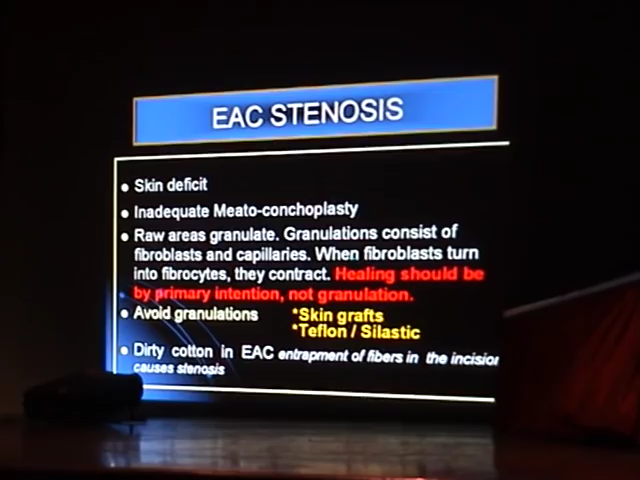 EAC STENOSIS
• Skin deficit
• Inadequate Meato-conchoplasty
• Raw areas granulate. Granulations consist of
fibroblasts and capillaries. When fibroblasts turn
into fibrocytes, they contract. Healing should be
by primary intention, not granulation.
• Avoid granulations *Skin grafts
*Teflon / Silastic
• Dirty cotton in EAC entrapment of fibers in the incision
causes stenosis